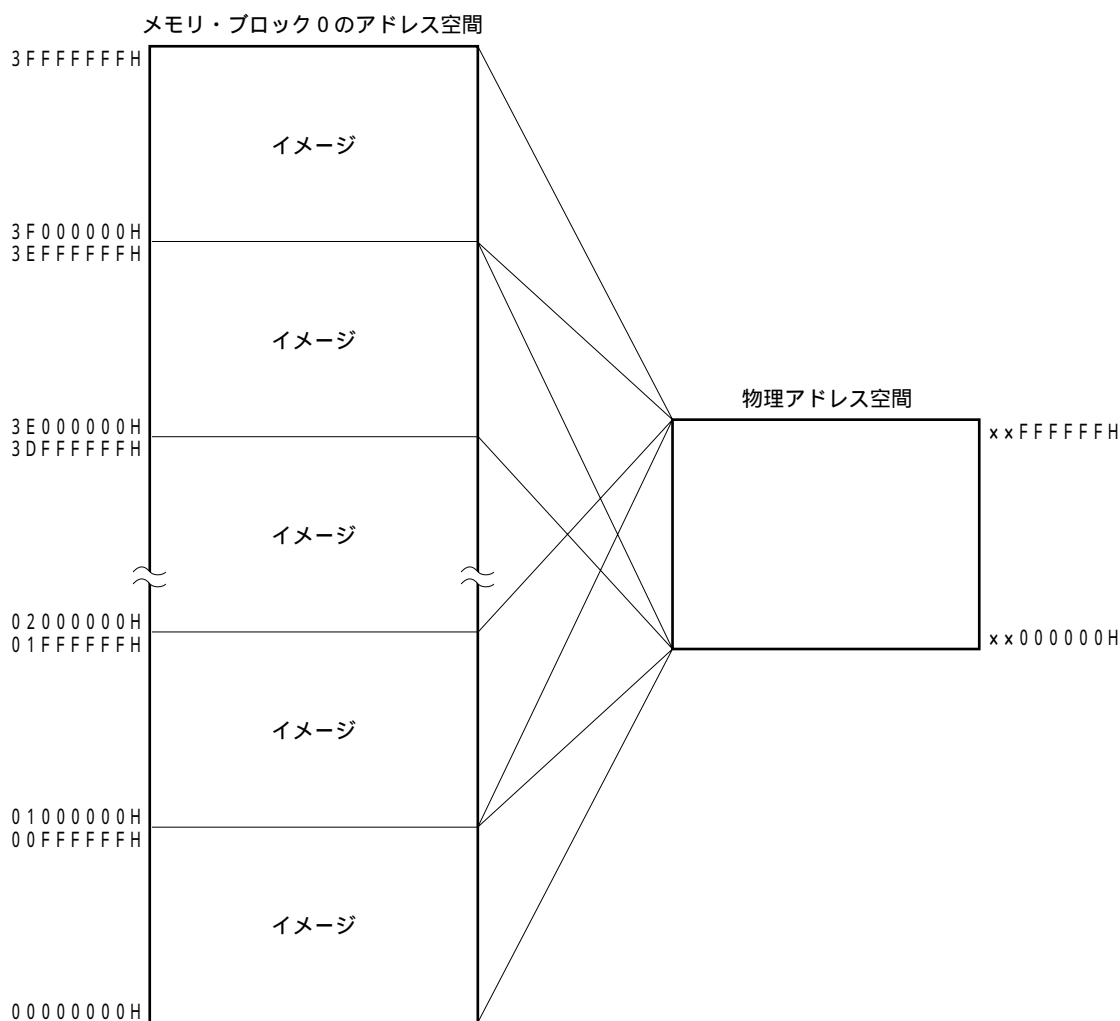 メモリ・ブロック0のアドレス空間
3FFFFFFFH
イメージ
3F000000H
3EFFFFFFH
イメージ
物理アドレス空間
3E000000H
xxFFFFFFH
3DFFFFFFH
イメージ
02000000H
xx000000H
01FFFFFFH
イメージ
01000000H
00FFFFFFH
イメージ
00000000H